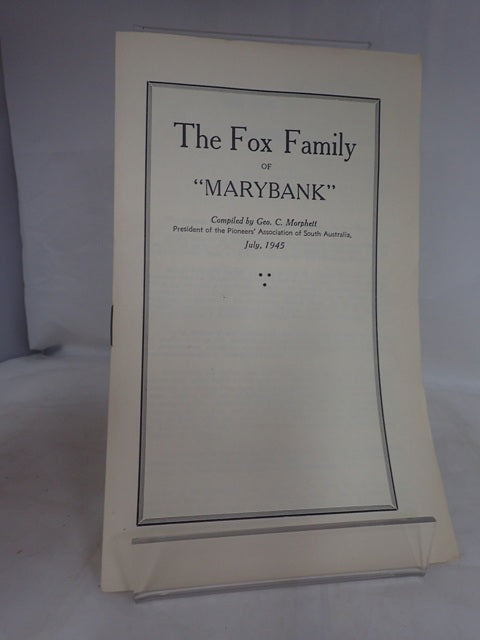 The Fox Family
OF
"MARYBANK"
Compiled by Geo. C. Morphett
President of the Pioneers' Association of South Australia,
July, 1945